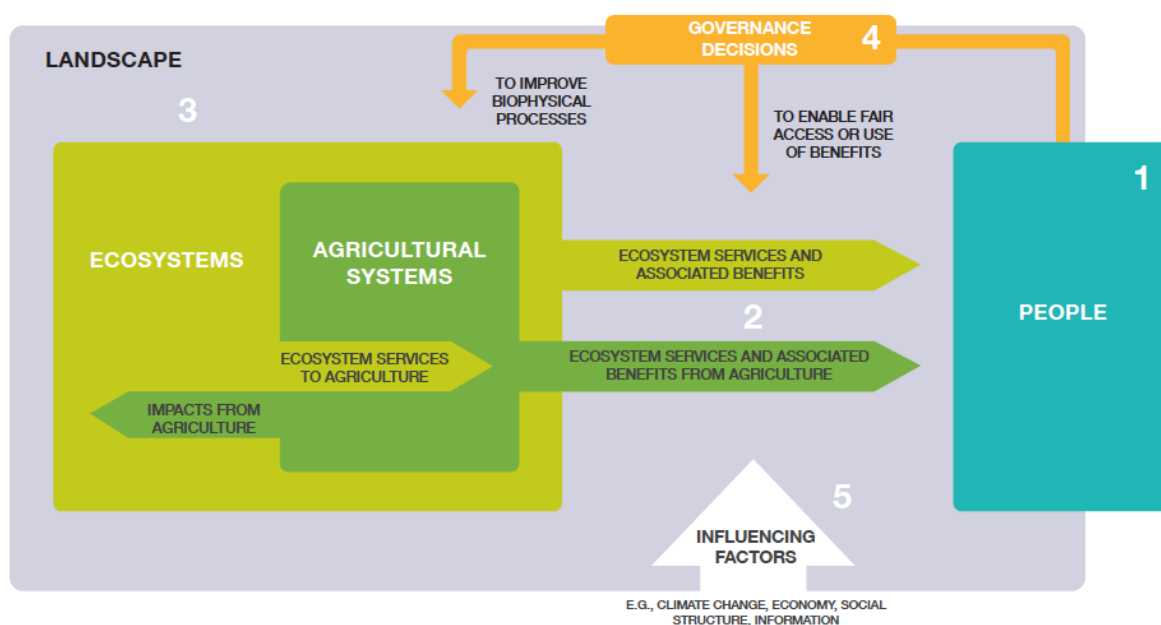 GOVERNANCE
DECISIONS
4
LANDSCAPE
3
TO IMPROVE
BIOPHYSICAL
PROCESSES
TO ENABLE FAIR
ACCESS OR USE
OF BENEFITS
1
ECOSYSTEMS
AGRICULTURAL
SYSTEMS
ECOSYSTEM SERVICES AND
ASSOCIATED BENEFITS
2
PEOPLE
ECOSYSTEM SERVICES
TO AGRICULTURE
ECOSYSTEM SERVICES AND ASSOCIATED
BENEFITS FROM AGRICULTURE
IMPACTS FROM
AGRICULTURE
5
INFLUENCING
FACTORS
E.G., CLIMATE CHANGE, ECONOMY, SOCIAL
STRUCTURE, INFORMATION